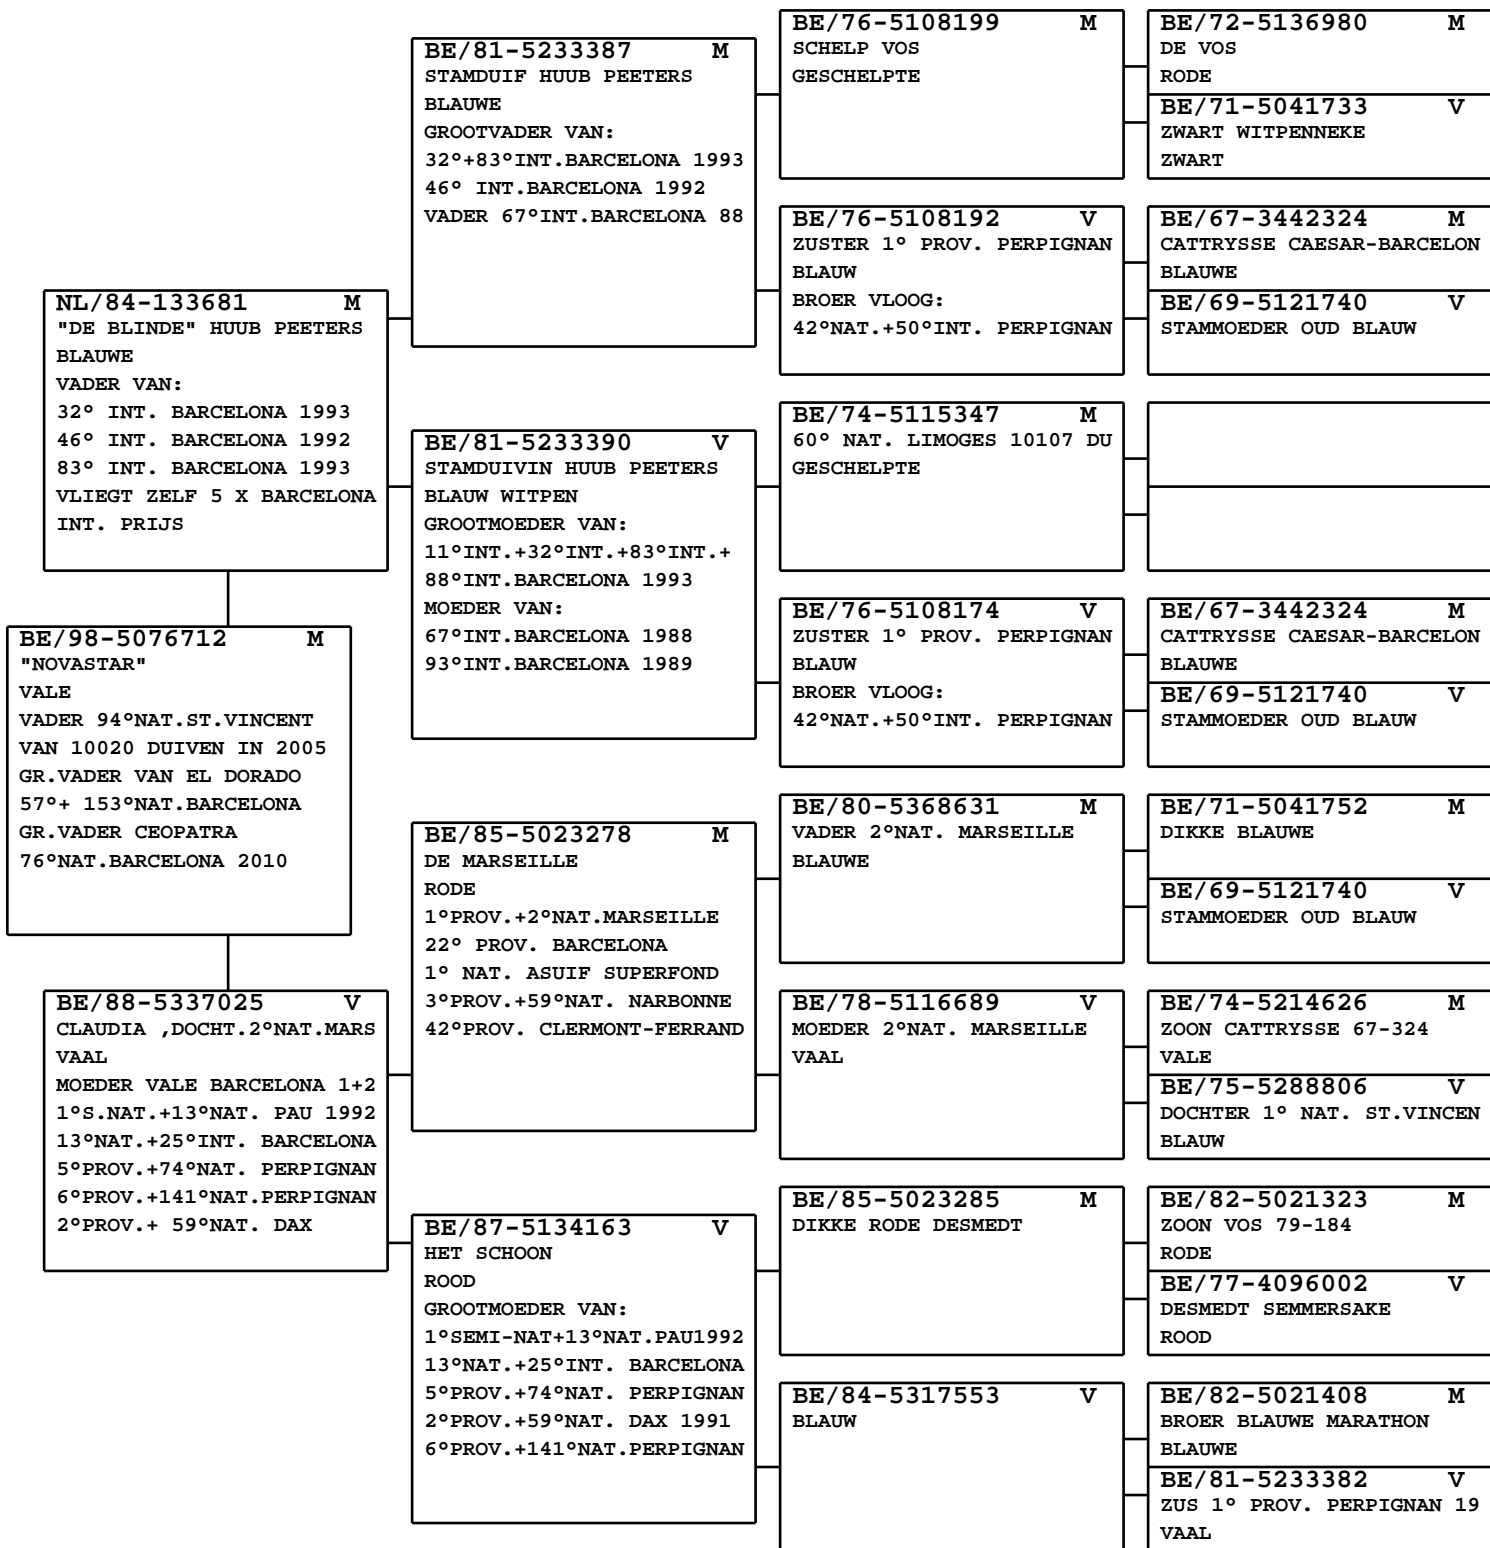 BE/98-5076712 M
"NOVASTAR"
VALE
VADER 94°NAT.ST.VINCENT
VAN 10020 DUIVEN IN 2005
GR.VADER VAN EL DORADO
57°+ 153°NAT.BARCELONA
GR.VADER CEOPATRA
76°NAT.BARCELONA 2010
NL/84-133681 M
"DE BLINDE" HUUB PEETERS
BLAUWE
VADER VAN:
32° INT. BARCELONA 1993
46° INT. BARCELONA 1992
83° INT. BARCELONA 1993
VLIEGT ZELF 5 X BARCELONA
INT. PRIJS
BE/88-5337025 V
CLAUDIA ,DOCHT.2°NAT.MARS
VAAL
MOEDER VALE BARCELONA 1+2
1°S.NAT.+13°NAT. PAU 1992
13°NAT.+25°INT. BARCELONA
5°PROV.+74°NAT. PERPIGNAN
6°PROV.+141°NAT.PERPIGNAN
2°PROV.+ 59°NAT. DAX
BE/81-5233387 M
STAMDUIF HUUB PEETERS
BLAUWE
GROOTVADER VAN:
32°+83°INT.BARCELONA 1993
46° INT.BARCELONA 1992
VADER 67°INT.BARCELONA 88
BE/81-5233390 V
STAMDUIVIN HUUB PEETERS
BLAUW WITPEN
GROOTMOEDER VAN:
11°INT.+32°INT.+83°INT.+
88°INT.BARCELONA 1993
MOEDER VAN:
67°INT.BARCELONA 1988
93°INT.BARCELONA 1989
BE/85-5023278 M
DE MARSEILLE
RODE
1°PROV.+2°NAT.MARSEILLE
22° PROV. BARCELONA
1° NAT. ASUIF SUPERFOND
3°PROV.+59°NAT. NARBONNE
42°PROV. CLERMONT-FERRAND
BE/87-5134163 V
HET SCHOON
ROOD
GROOTMOEDER VAN:
1°SEMI-NAT+13°NAT.PAU1992
13°NAT.+25°INT. BARCELONA
5°PROV.+74°NAT. PERPIGNAN
2°PROV.+59°NAT. DAX 1991
6°PROV.+141°NAT.PERPIGNAN
BE/76-5108199 M
SCHELP VOS
GESCHELPTE
BE/76-5108192 V
ZUSTER 1° PROV. PERPIGNAN
BLAUW
BROER VLOOG:
42°NAT.+50°INT. PERPIGNAN
BE/74-5115347 M
60° NAT. LIMOGES 10107 DU
GESCHELPTE
BE/76-5108174 V
ZUSTER 1° PROV. PERPIGNAN
BLAUW
BROER VLOOG:
42°NAT.+50°INT. PERPIGNAN
BE/80-5368631 M
VADER 2°NAT. MARSEILLE
BLAUWE
BE/78-5116689 V
MOEDER 2°NAT. MARSEILLE
VAAL
BE/85-5023285 M
DIKKE RODE DESMEDT
BE/84-5317553 V
BLAUW
BE/72-5136980 M
DE VOS
RODE
BE/71-5041733 V
ZWART WITPENNEKE
ZWART
BE/67-3442324 M
CATTRYSSE CAESAR-BARCELON
BLAUWE
BE/69-5121740 V
STAMMOEDER OUD BLAUW
BE/67-3442324 M
CATTRYSSE CAESAR-BARCELON
BLAUWE
BE/69-5121740 V
STAMMOEDER OUD BLAUW
BE/71-5041752 M
DIKKE BLAUWE
BE/69-5121740 V
STAMMOEDER OUD BLAUW
BE/74-5214626 M
ZOON CATTRYSSE 67-324
VALE
BE/75-5288806 V
DOCHTER 1° NAT. ST.VINCEN
BLAUW
BE/82-5021323 M
ZOON VOS 79-184
RODE
BE/77-4096002 V
DESMEDT SEMMERSAKE
ROOD
BE/82-5021408 M
BROER BLAUWE MARATHON
BLAUWE
BE/81-5233382 V
ZUS 1° PROV. PERPIGNAN 19
VAAL